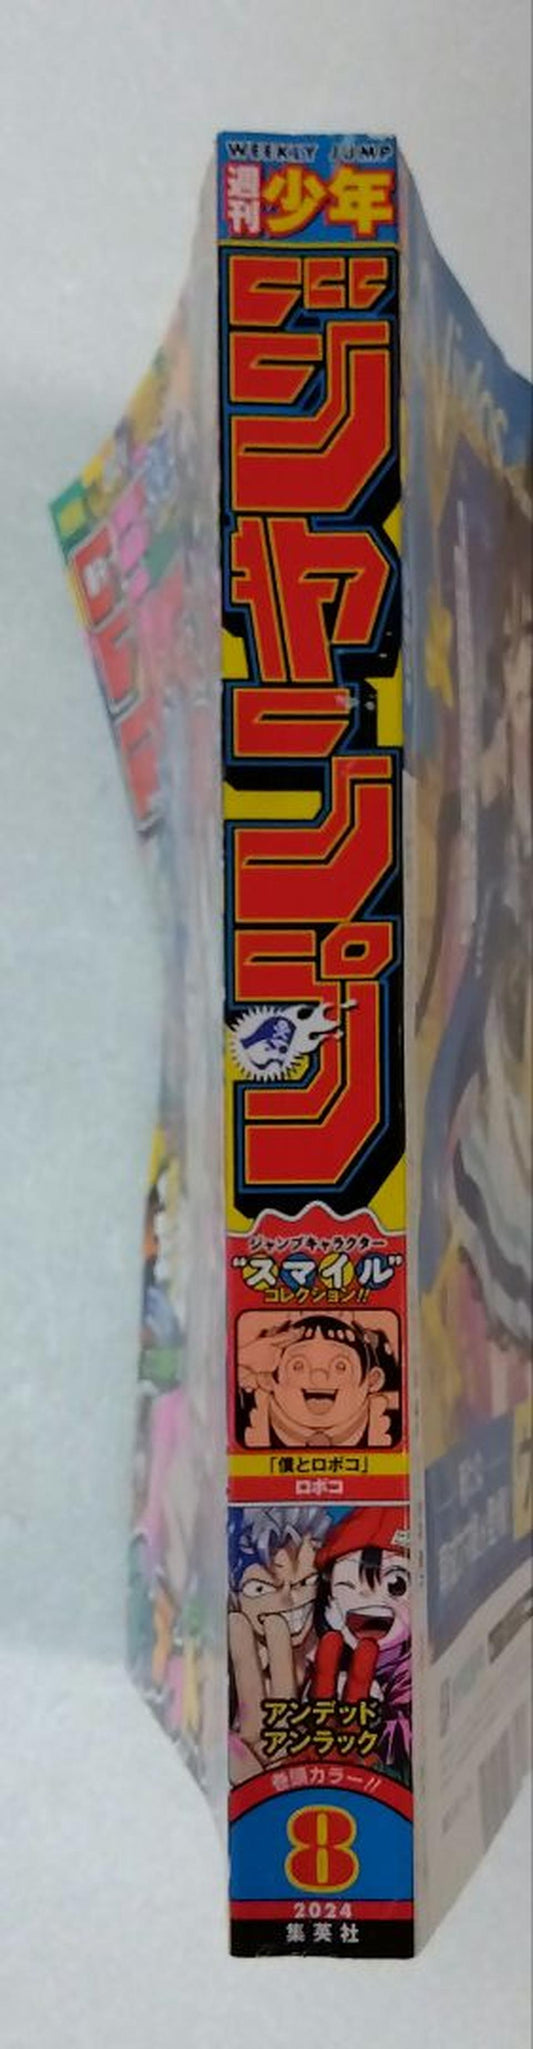 WEEKLY JUMP
週刊少年
ジャンプ
ジャンプキャラクター
"スマイル"
コレクション!!
「僕とロボコ」
ロボコ
アンデッド
アンラック
巻頭カラー!!
8
2024
集英社